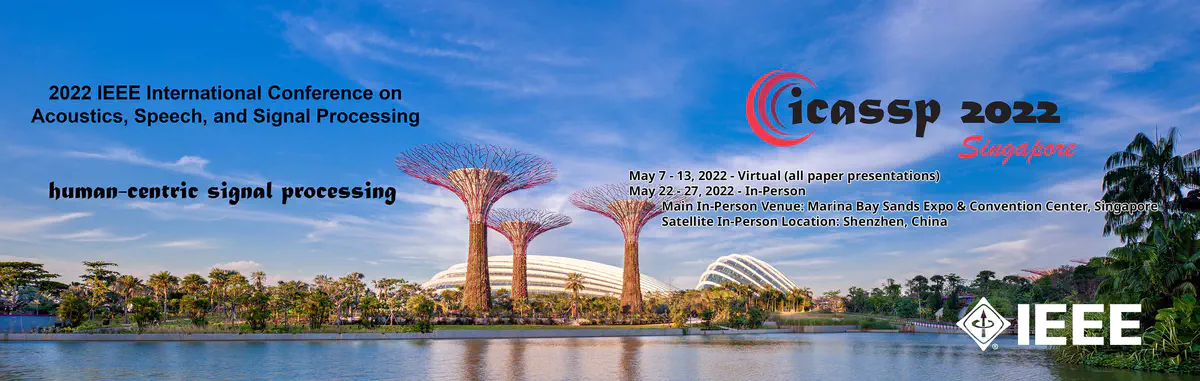 2022 IEEE International Conference on
Acoustics, Speech, and Signal Processing
human-centric signal processing
icassp 2022
Singapore
May 7 - 13, 2022 - Virtual (all paper presentations)
May 22 - 27, 2022 - In-Person
Main In-Person Venue: Marina Bay Sands Expo & Convention Center, Singapore
Satellite In-Person Location: Shenzhen, China
IEEE